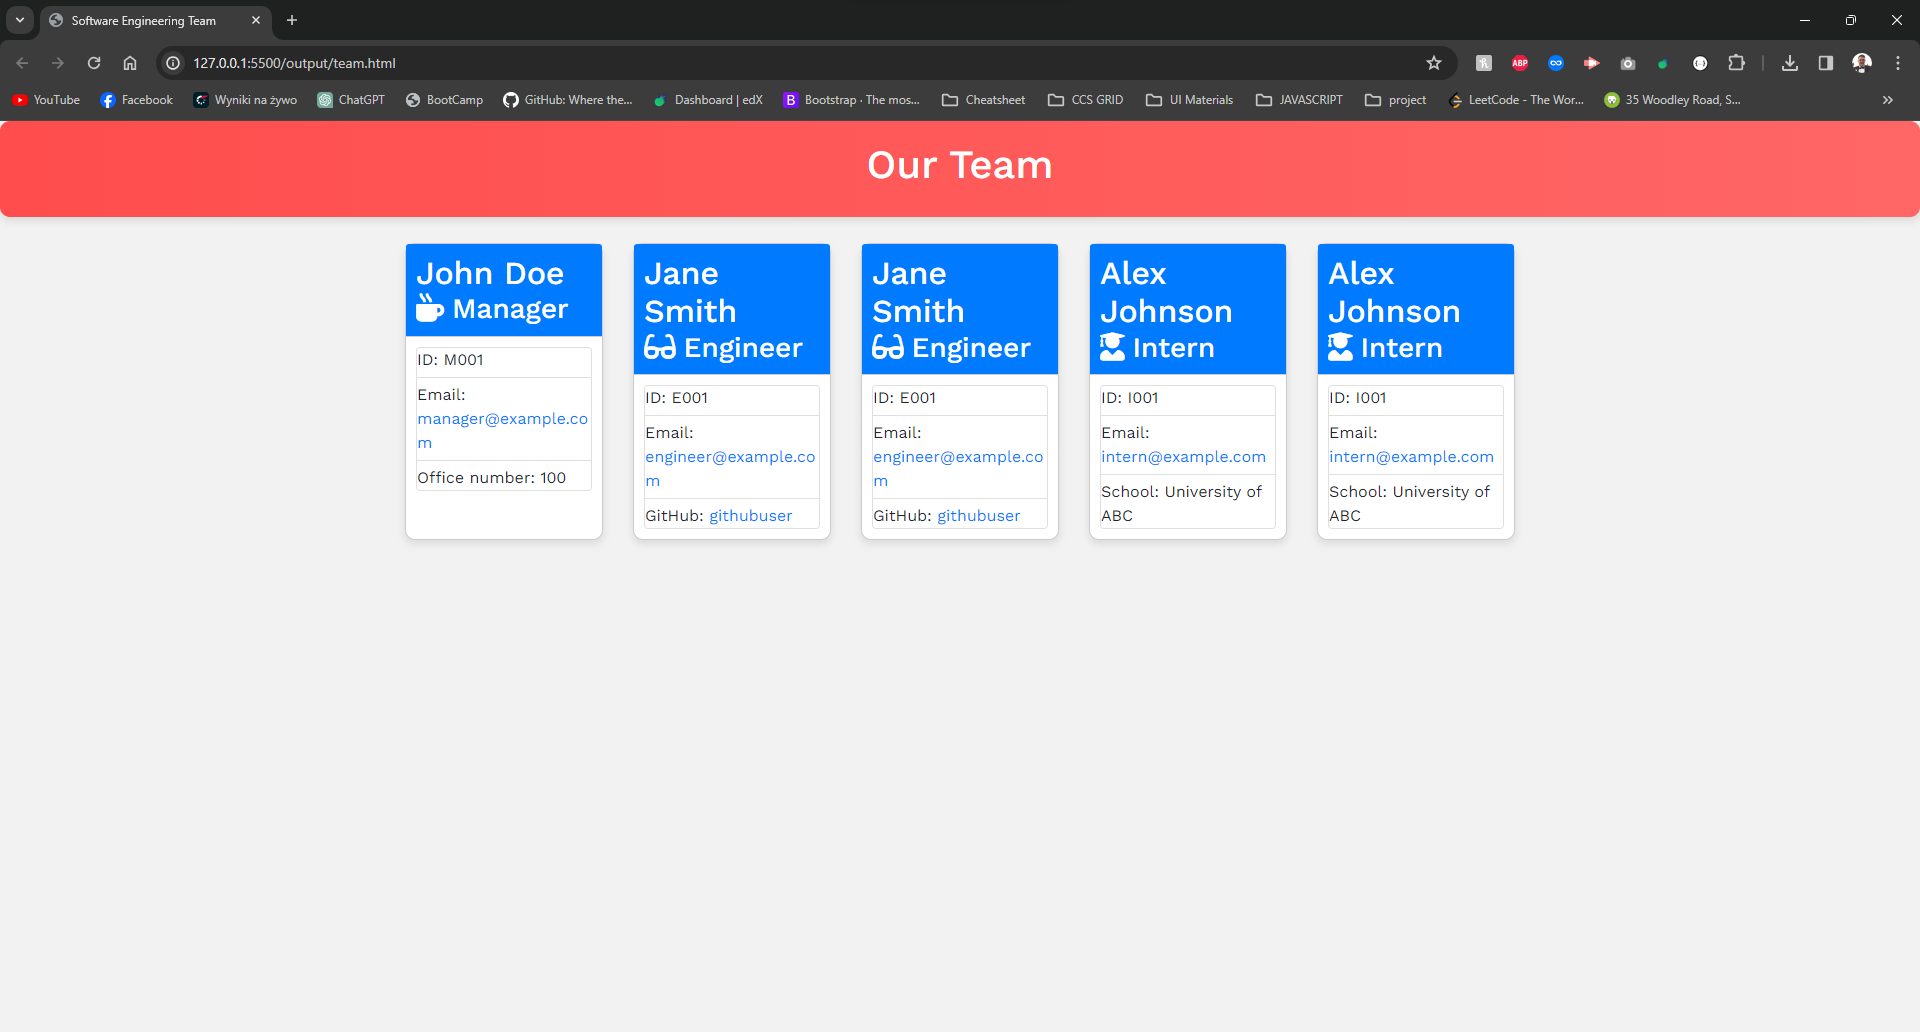 Software Engineering Team
127.0.0.1:5500/output/team.html
YouTube Facebook Wyniki na żywo ChatGPT BootCamp GitHub: Where the... Dashboard | edX Bootstrap · The mos... Cheatsheet CCS GRID UI Materials JAVASCRIPT project LeetCode - The Wor... 35 Woodley Road, S...
ABP
B
Our Team
John Doe
Manager
ID: M001
Email:
manager@example.co
m
Office number: 100
Jane
Smith
Engineer
ID: E001
Email:
engineer@example.co
m
GitHub: githubuser
Jane
Smith
Engineer
ID: E001
Email:
engineer@example.co
m
GitHub: githubuser
Alex
Johnson
Intern
ID: I001
Email:
intern@example.com
School: University of
ABC
Alex
Johnson
Intern
ID: I001
Email:
intern@example.com
School: University of
ABC